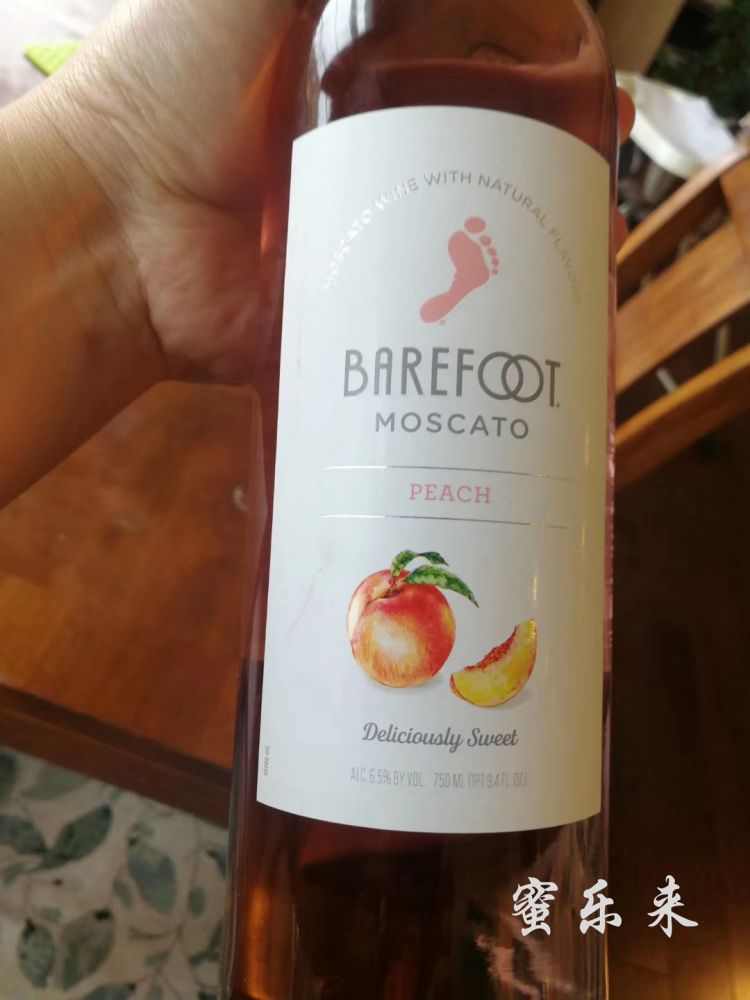 MOSCATO WINE WITH NATURAL FLAVORS
BAREFOOT
MOSCATO
PEACH
Deliciously Sweet
ALC. 6.5% BY VOL. 750 ML (1PT 9.4 FL. OZ.)
蜜乐来